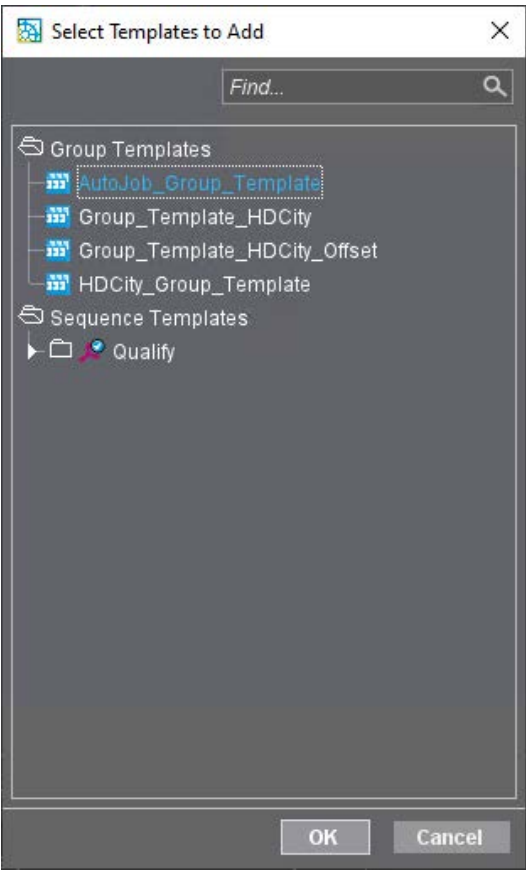 Select Templates to Add
Find...
Group Templates
AutoJob_Group_Template
Group_Template_HDCity
Group_Template_HDCity_Offset
HDCity_Group_Template
Sequence Templates
Qualify
OK
Cancel